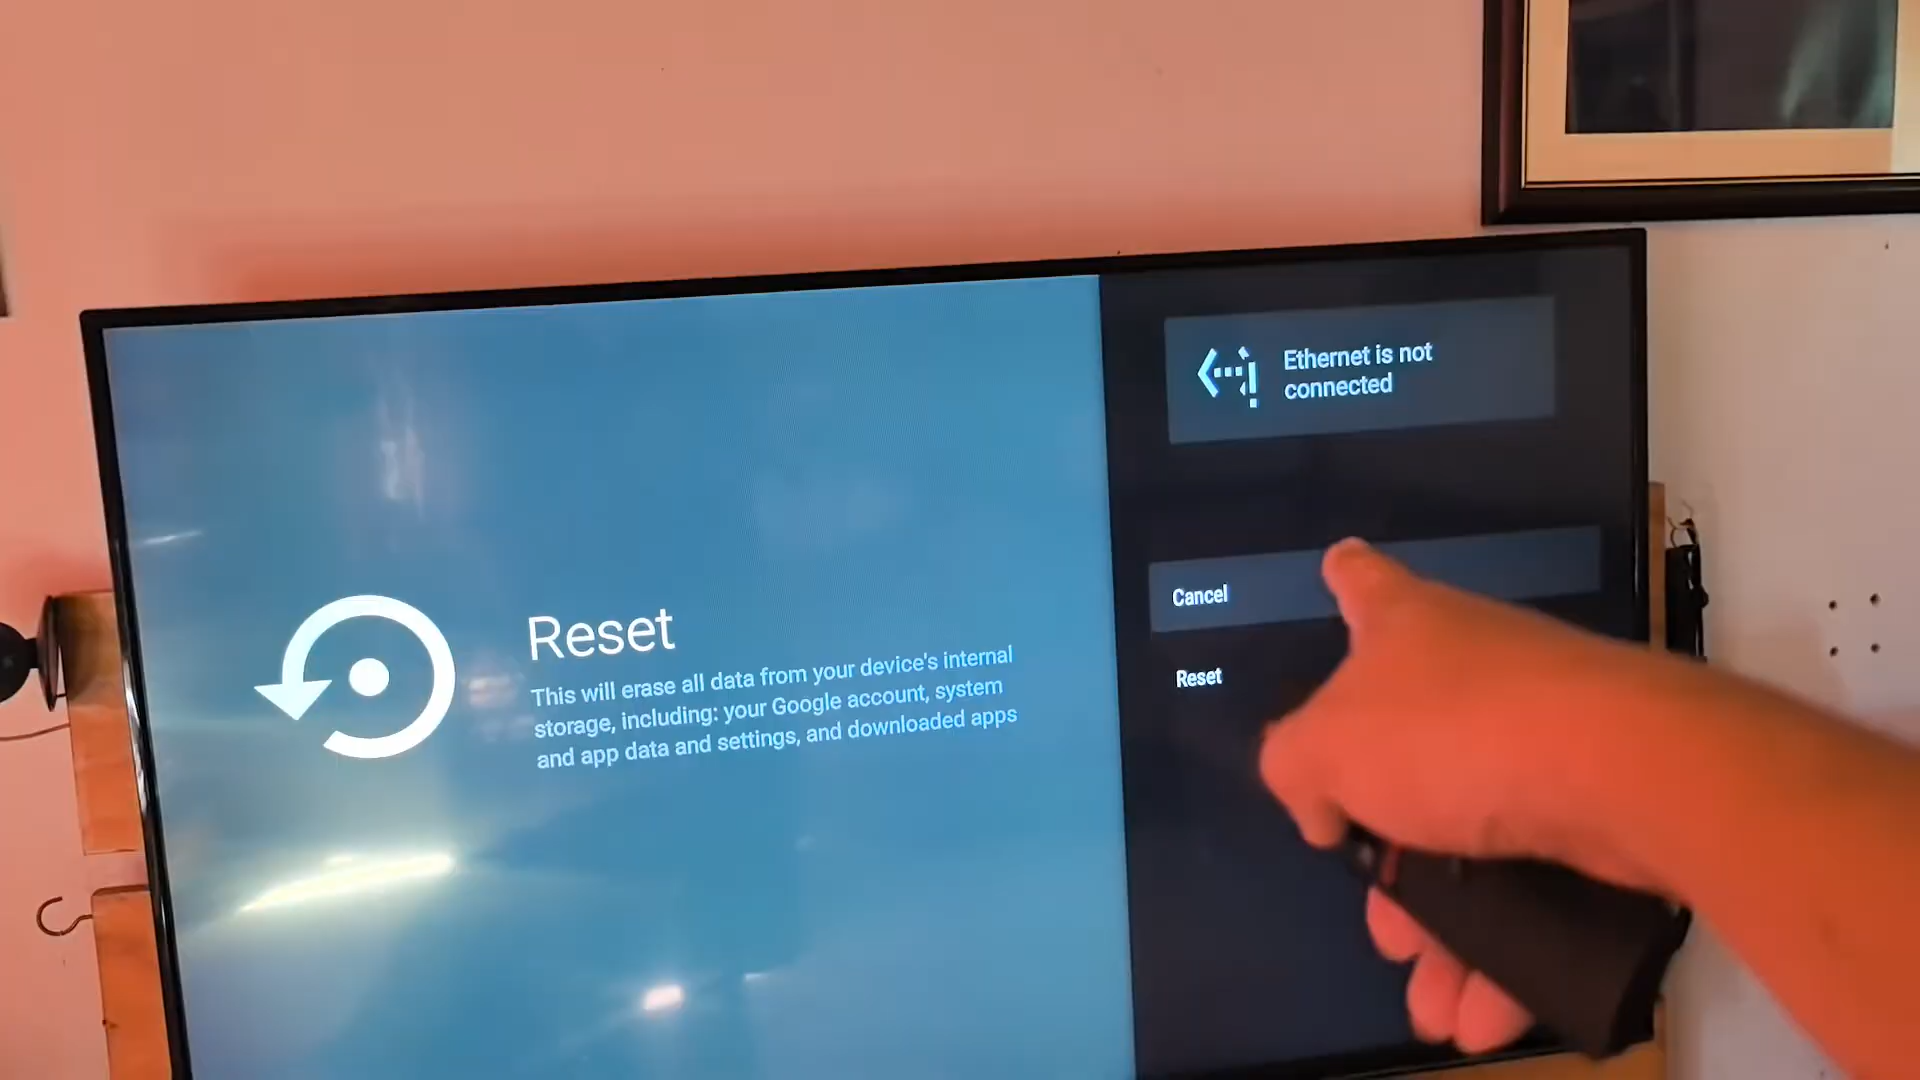 Ethernet is not
connected
Reset
This will erase all data from your device's internal
storage, including: your Google account, system
and app data and settings, and downloaded apps
Cancel
Reset